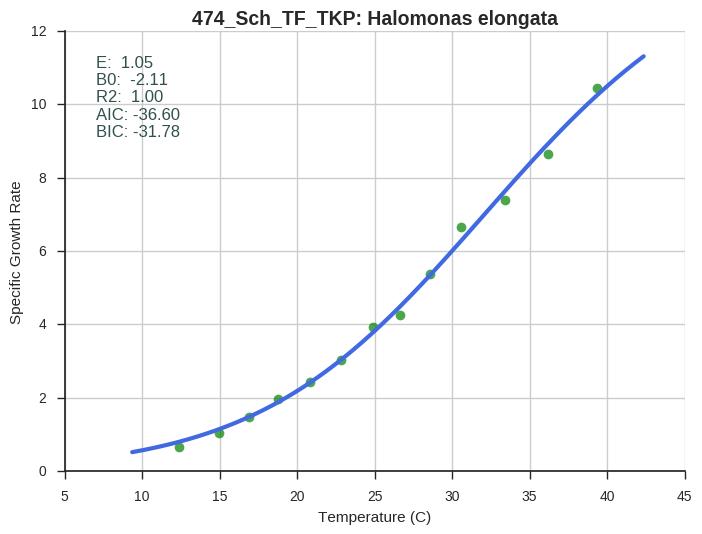 474_Sch_TF_TKP: Halomonas elongata
E:  1.05
B0:  -2.11
R2:  1.00
AIC: -36.60
BIC: -31.78
Specific Growth Rate
12
10
8
6
4
2
0
5 10 15 20 25 30 35 40 45
Temperature (C)